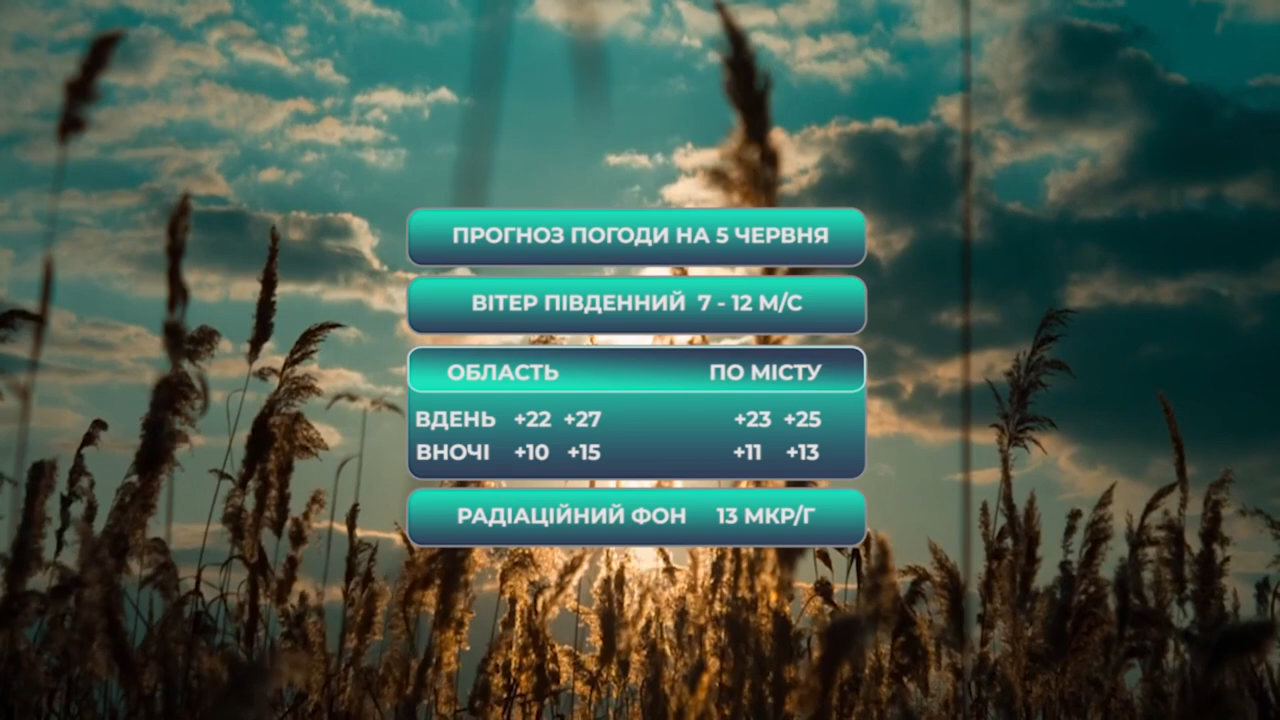 ПРОГНОЗ ПОГОДИ НА 5 ЧЕРВНЯ
ВІТЕР ПІВДЕННИЙ 7 - 12 М/С
ОБЛАСТЬ ПО МІСТУ
ВДЕНЬ +22 +27 +23 +25
ВНОЧІ +10 +15 +11 +13
РАДІАЦІЙНИЙ ФОН 13 МКР/Г